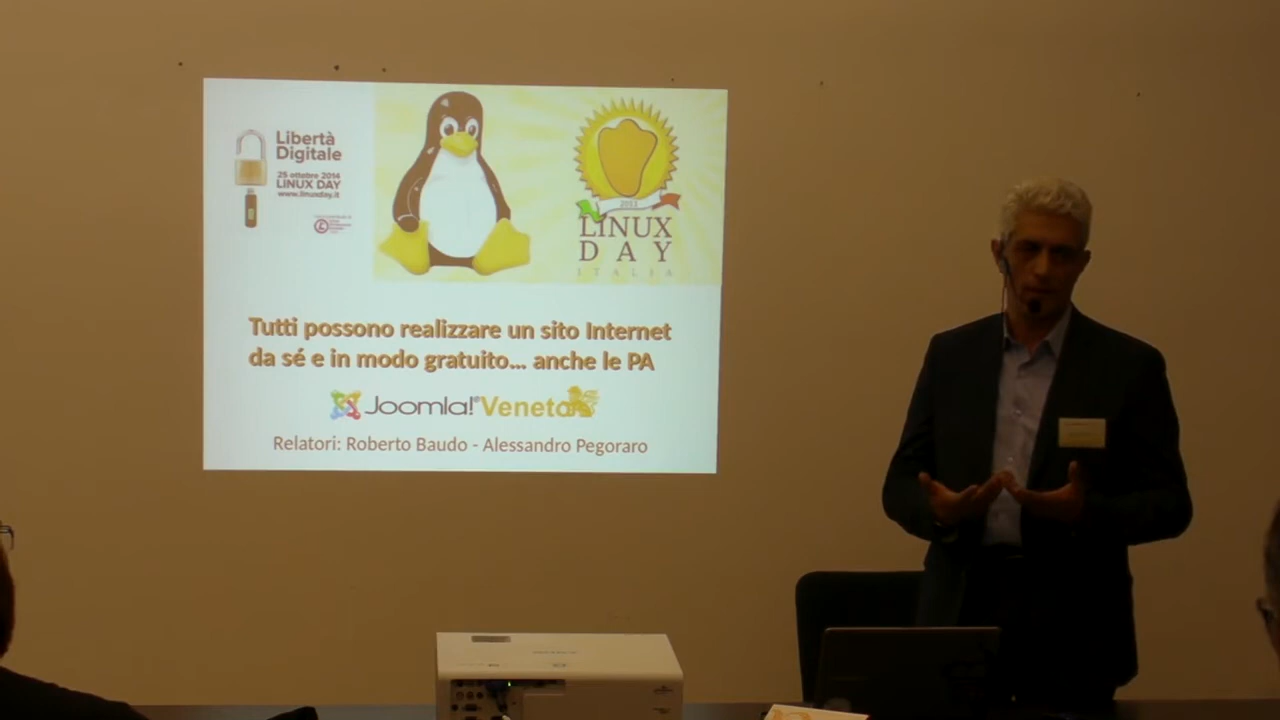 Libertà
Digitale
25 ottobre 2014
LINUX DAY
www.linuxday.it
2013
LINUX
DAY
ITALIA
Tutti possono realizzare un sito Internet
da sé e in modo gratuito... anche le PA
Joomla!® Veneto
Relatori: Roberto Baudo - Alessandro Pegoraro